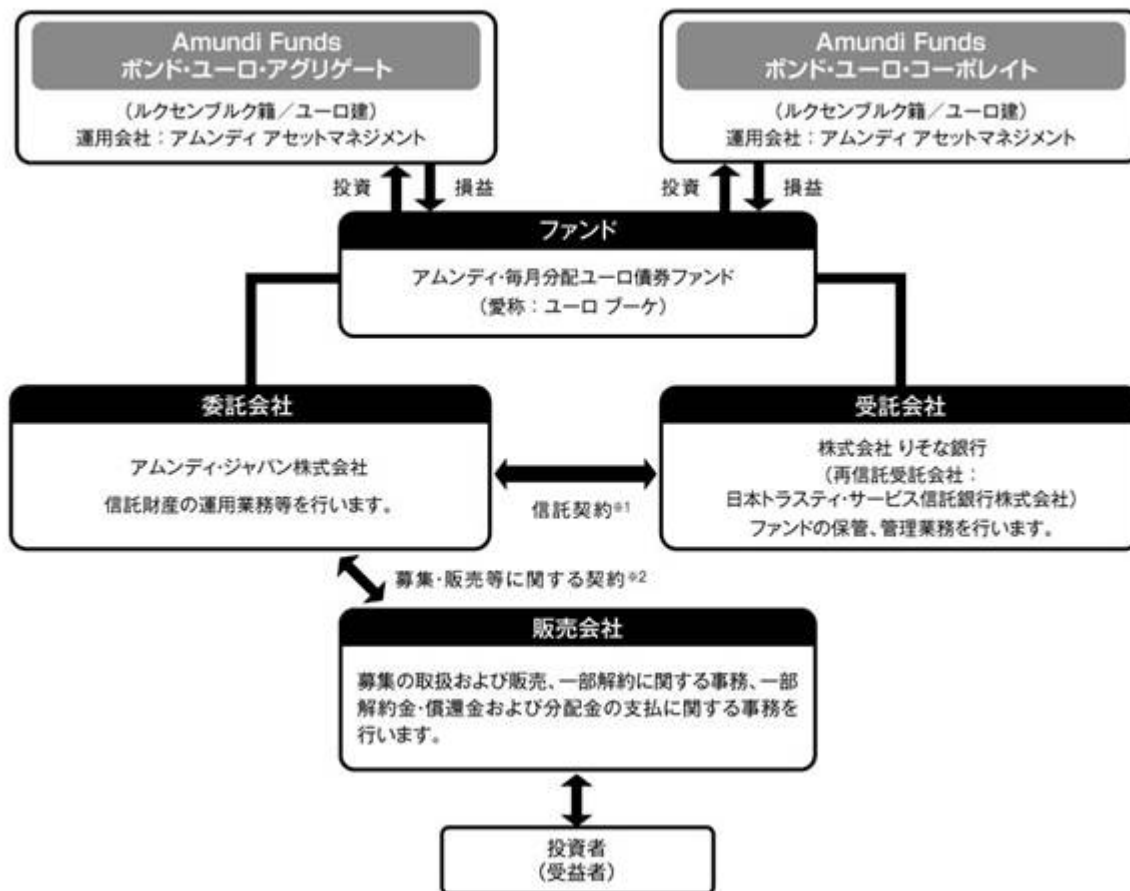 Amundi Funds
ボンド・ユーロ・アグリゲート
(ルクセンブルク籍／ユーロ建)
運用会社：アムンディ アセットマネジメント
Amundi Funds
ボンド・ユーロ・コーポレイト
(ルクセンブルク籍／ユーロ建)
運用会社：アムンディ アセットマネジメント
投資
損益
投資
損益
ファンド
アムンディ・毎月分配ユーロ債券ファンド
(愛称：ユーロ ブーケ)
委託会社
アムンディ・ジャパン株式会社
信託財産の運用業務等を行います。
信託契約※1
受託会社
株式会社 りそな銀行
(再信託受託会社：
日本トラスティ・サービス信託銀行株式会社)
ファンドの保管、管理業務を行います。
募集・販売等に関する契約※2
販売会社
募集の取扱および販売、一部解約に関する事務、一部
解約金・償還金および分配金の支払に関する事務を
行います。
投資者
(受益者)